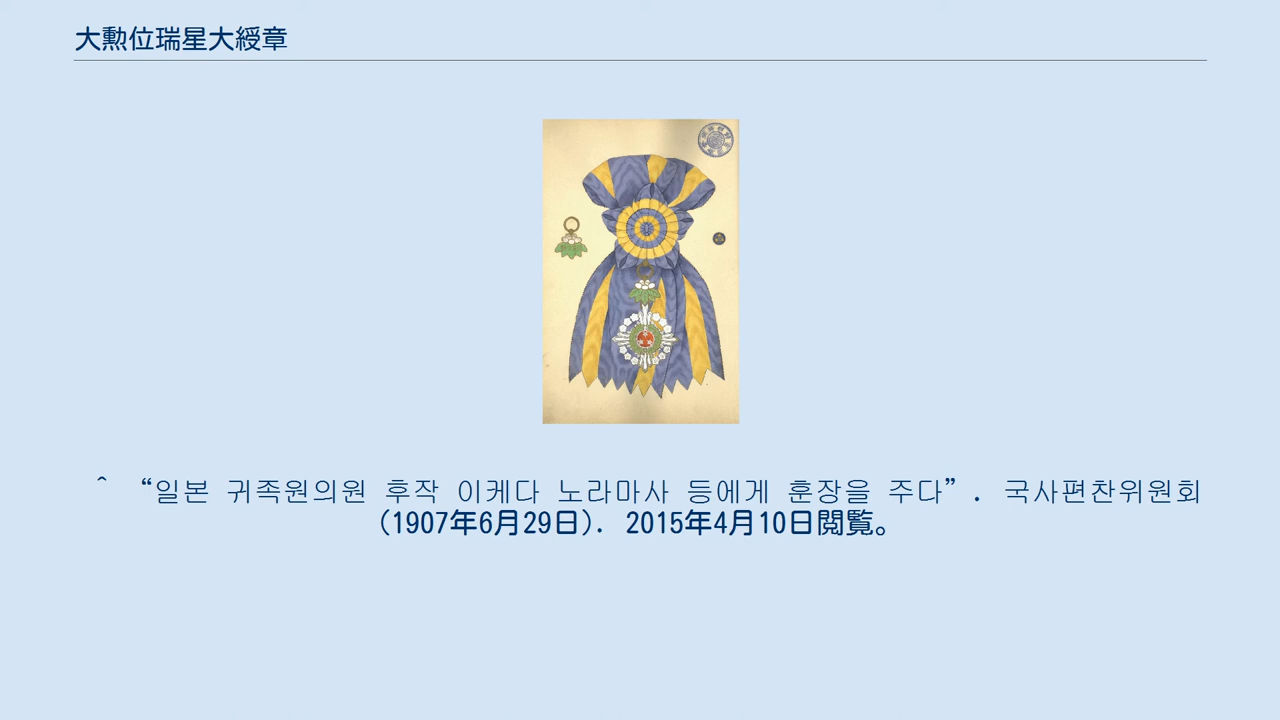 大勲位瑞星大綬章
^ “일본 귀족원의원 후작 이케다 노라마사 등에게 훈장을 주다”. 국사편찬위원회
(1907年6月29日). 2015年4月10日閲覧。